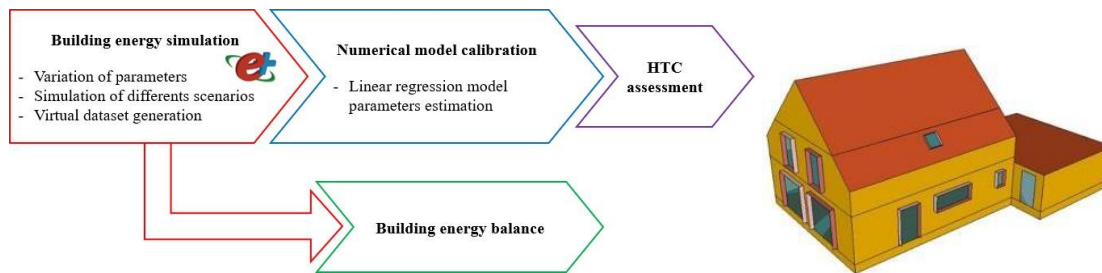 Building energy simulation
- Variation of parameters
- Simulation of differents scenarios
- Virtual dataset generation
e+
Numerical model calibration
- Linear regression model
parameters estimation
HTC
assessment
Building energy balance